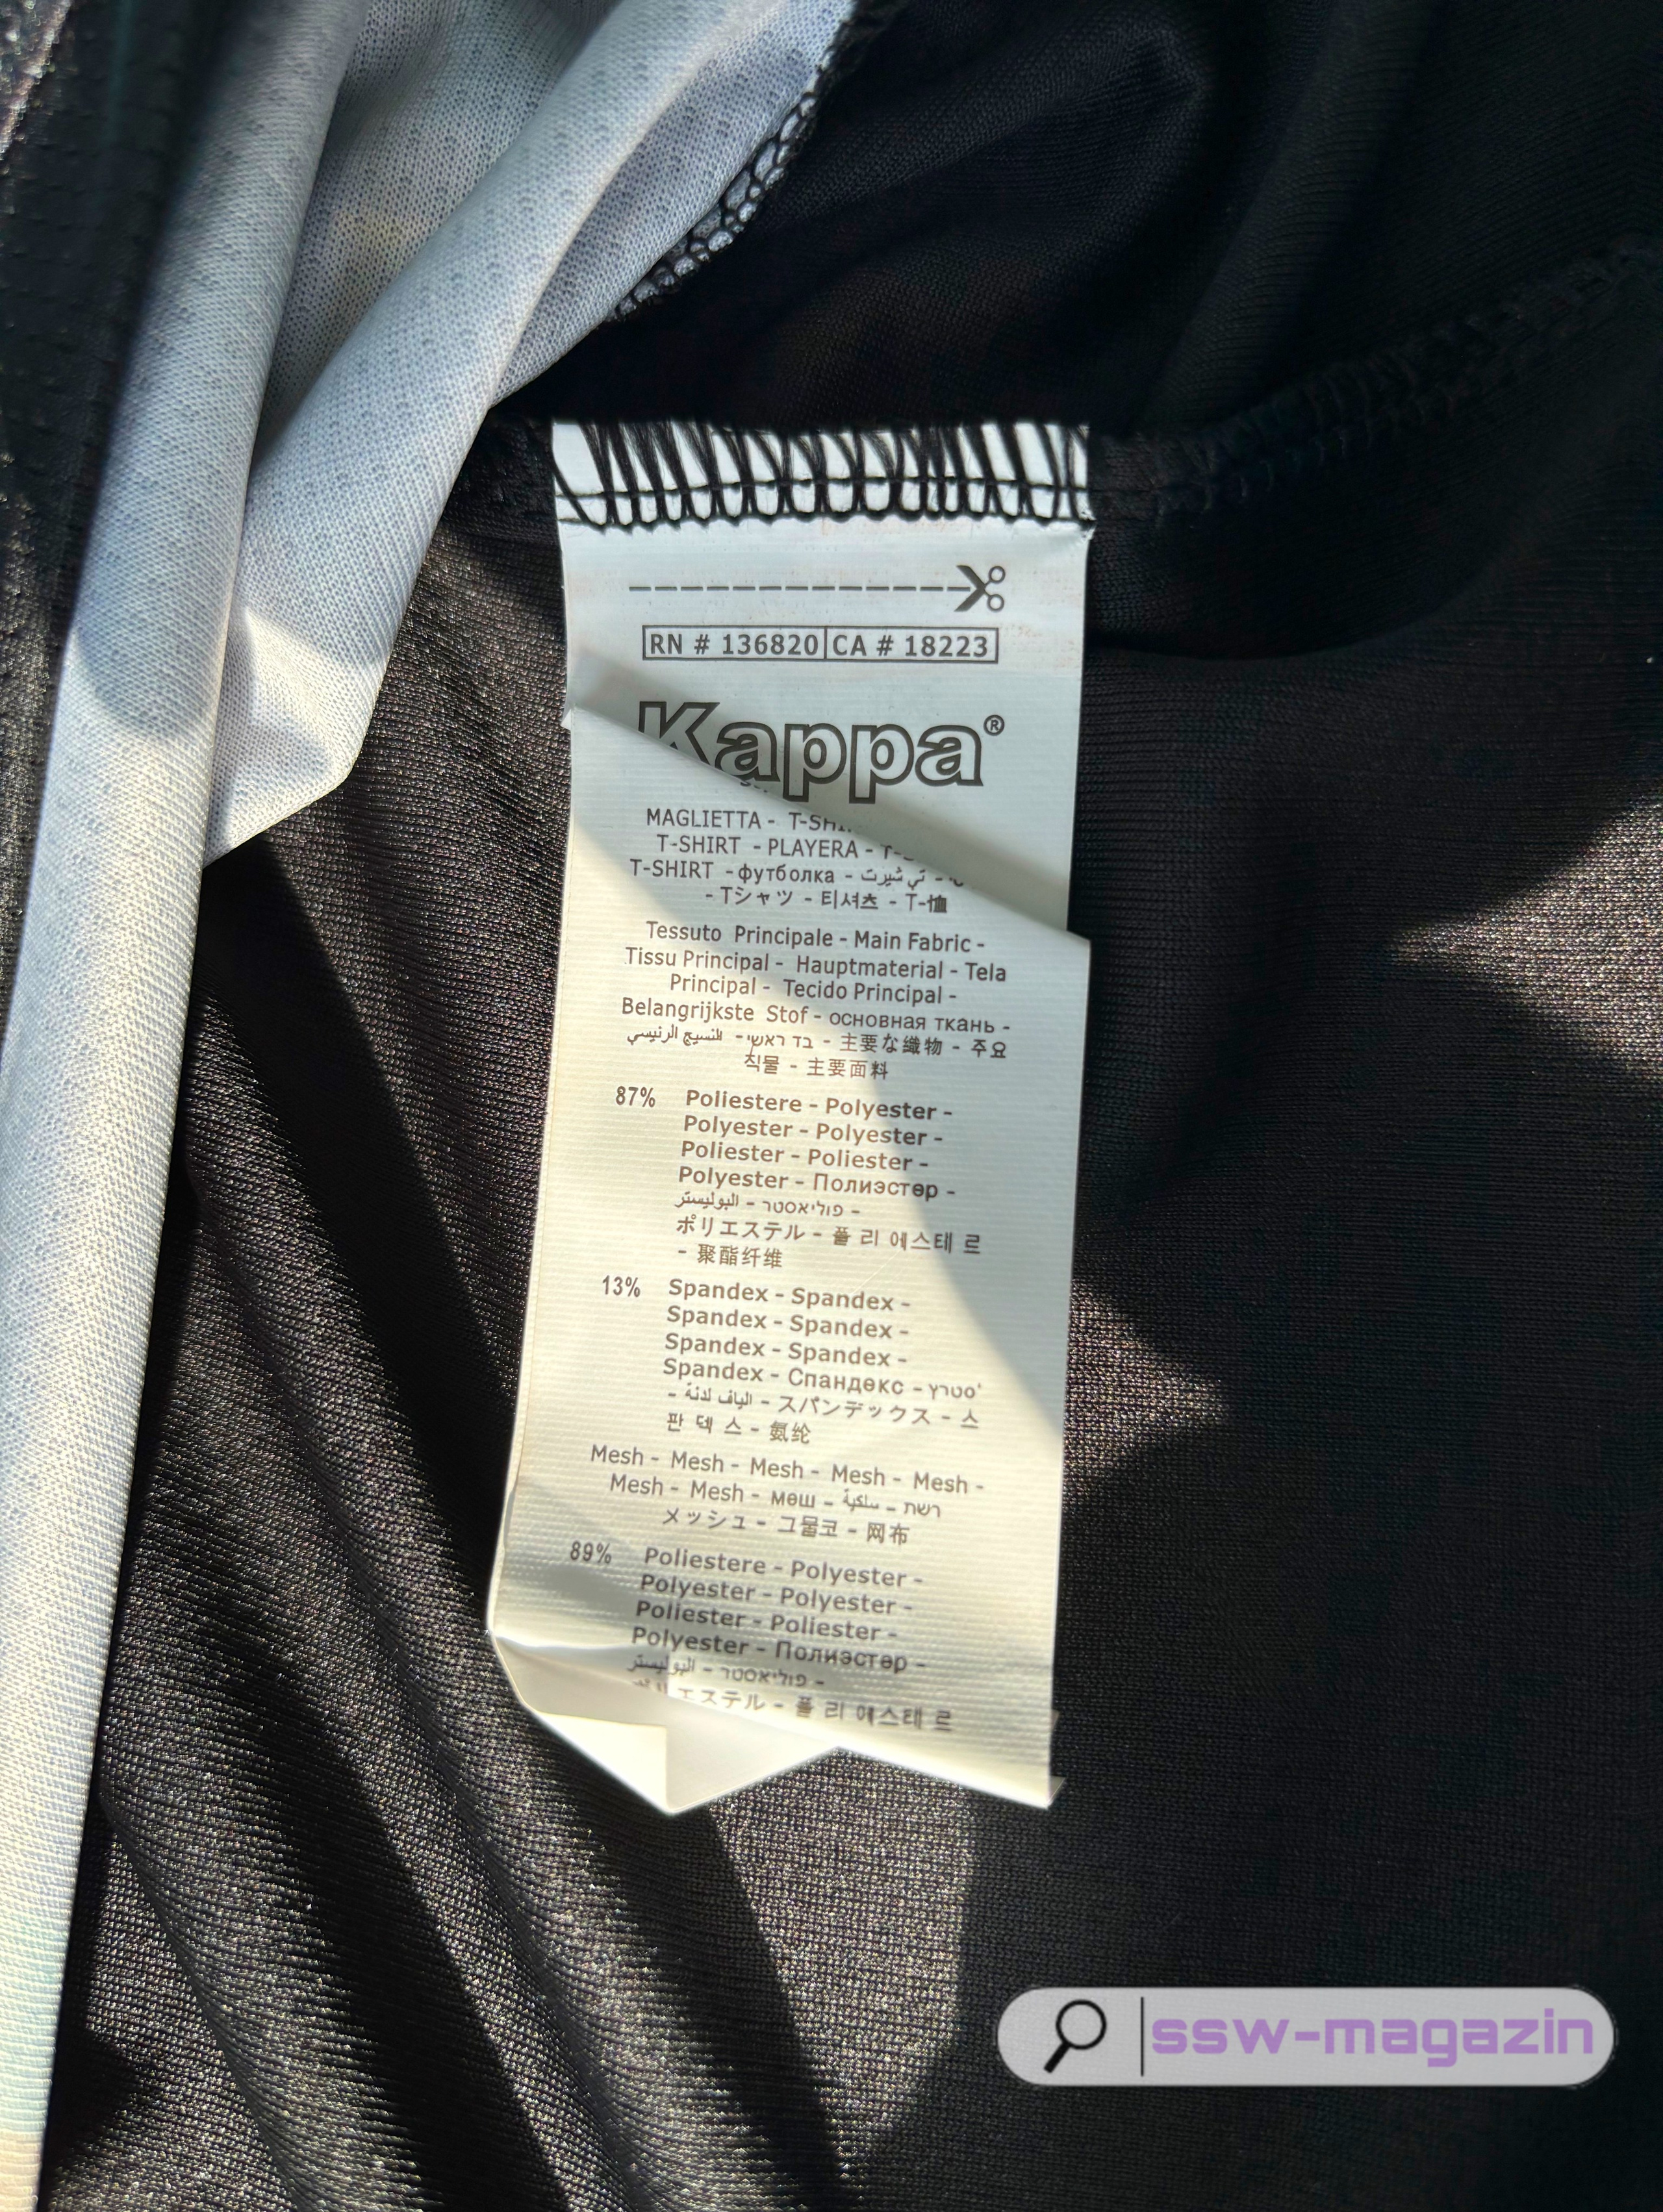 RN # 136820 CA # 18223
Kappa®
MAGLIETTA -
T-SHIRT - PLAYERA -
T-SHIRT - футболка - تي شيرت -
- Tシャツ - 티셔츠 - T-恤
Tessuto Principale - Main Fabric -
Tissu Principal - Hauptmaterial - Tela
Principal - Tecido Principal -
Belangrijkste Stof - основная ткань -
النسيج الرئيسي - בד ראשי - 主要な織物 - 주요
직물 - 主要面料
87% Poliestere - Polyester -
Polyester - Polyester -
Poliester - Poliester -
Polyester - Полиэстөр -
البوليستر - פוליאסטר -
ポリエステル - 폴 리 에스테 르
- 聚酯纤维
13% Spandex - Spandex -
Spandex - Spandex -
Spandex - Spandex -
Spandex - Спандөкс - סטרץ'
- الياف لادنة - スパンデックス - 스
판 덱 스 - 氨纶
Mesh - Mesh - Mesh - Mesh - Mesh -
Mesh - Mesh - мөш - سلكية - רשת
メッシュ - 그물코 - 网布
89% Poliestere - Polyester -
Polyester - Polyester -
Poliester - Poliester -
Polyester - Полиэстөр -
البوليستر - פוליאסטר -
エステル - 폴 리 에스테 르
ssw-magazin